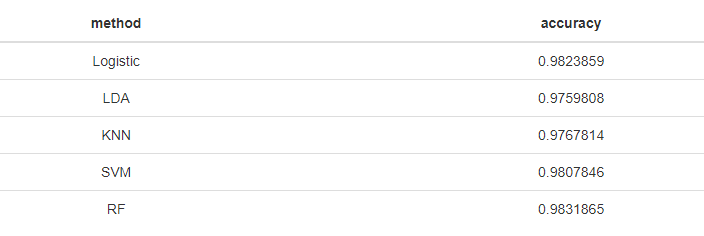 method accuracy
Logistic 0.9823859
LDA 0.9759808
KNN 0.9767814
SVM 0.9807846
RF 0.9831865